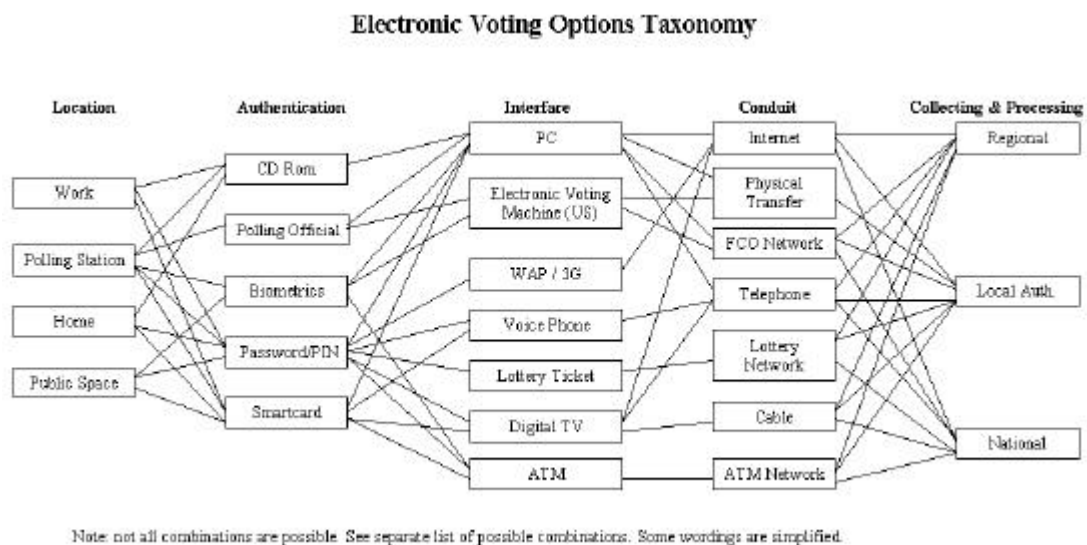 Electronic Voting Options Taxonomy
Location
Authentication
Interface
Conduit
Collecting & Processing
Work
Polling Station
Home
Public Space
CD Rom
Polling Official
Biometrics
Password/PIN
Smartcard
PC
Electronic Voting
Machine (US)
WAP / 3G
Voice Phone
Lottery Ticket
Digital TV
ATM
Internet
Physical
Transfer
FCO Network
Telephone
Lottery
Network
Cable
ATM Network
Regional
Local Auth.
National
Note: not all combinations are possible. See separate list of possible combinations. Some wordings are simplified.